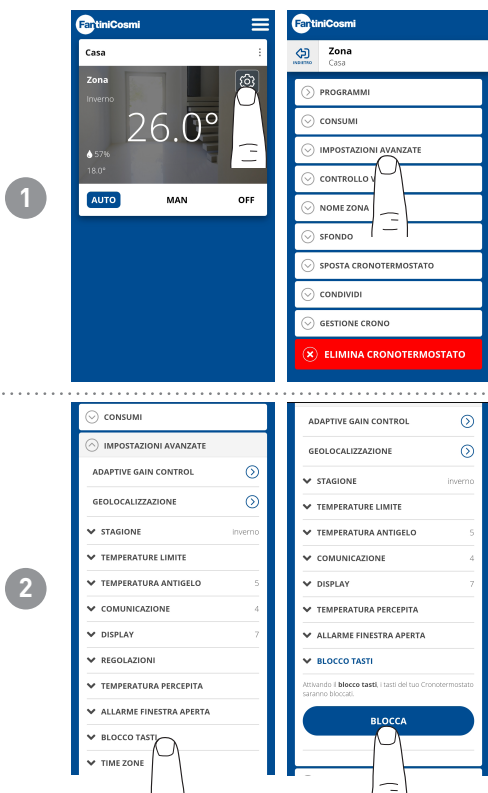 FantiniCosmi
Casa
Zona
Inverno
26.0°
57%
18.0°
AUTO MAN OFF
FantiniCosmi
INDIETRO
Zona
Casa
PROGRAMMI
CONSUMI
IMPOSTAZIONI AVANZATE
CONTROLLO V
NOME ZONA
SFONDO
SPOSTA CRONOTERMOSTATO
CONDIVIDI
GESTIONE CRONO
ELIMINA CRONOTERMOSTATO
1
CONSUMI
IMPOSTAZIONI AVANZATE
ADAPTIVE GAIN CONTROL
GEOLOCALIZZAZIONE
STAGIONE inverno
TEMPERATURE LIMITE
TEMPERATURA ANTIGELO 5
COMUNICAZIONE 4
DISPLAY 7
REGOLAZIONI
TEMPERATURA PERCEPITA
ALLARME FINESTRA APERTA
BLOCCO TASTI
TIME ZONE
2
ADAPTIVE GAIN CONTROL
GEOLOCALIZZAZIONE
STAGIONE inverno
TEMPERATURE LIMITE
TEMPERATURA ANTIGELO 5
COMUNICAZIONE 4
DISPLAY 7
TEMPERATURA PERCEPITA
ALLARME FINESTRA APERTA
BLOCCO TASTI
Attivando il blocco tasti, i tasti del tuo Cronotermostato
saranno bloccati.
BLOCCA